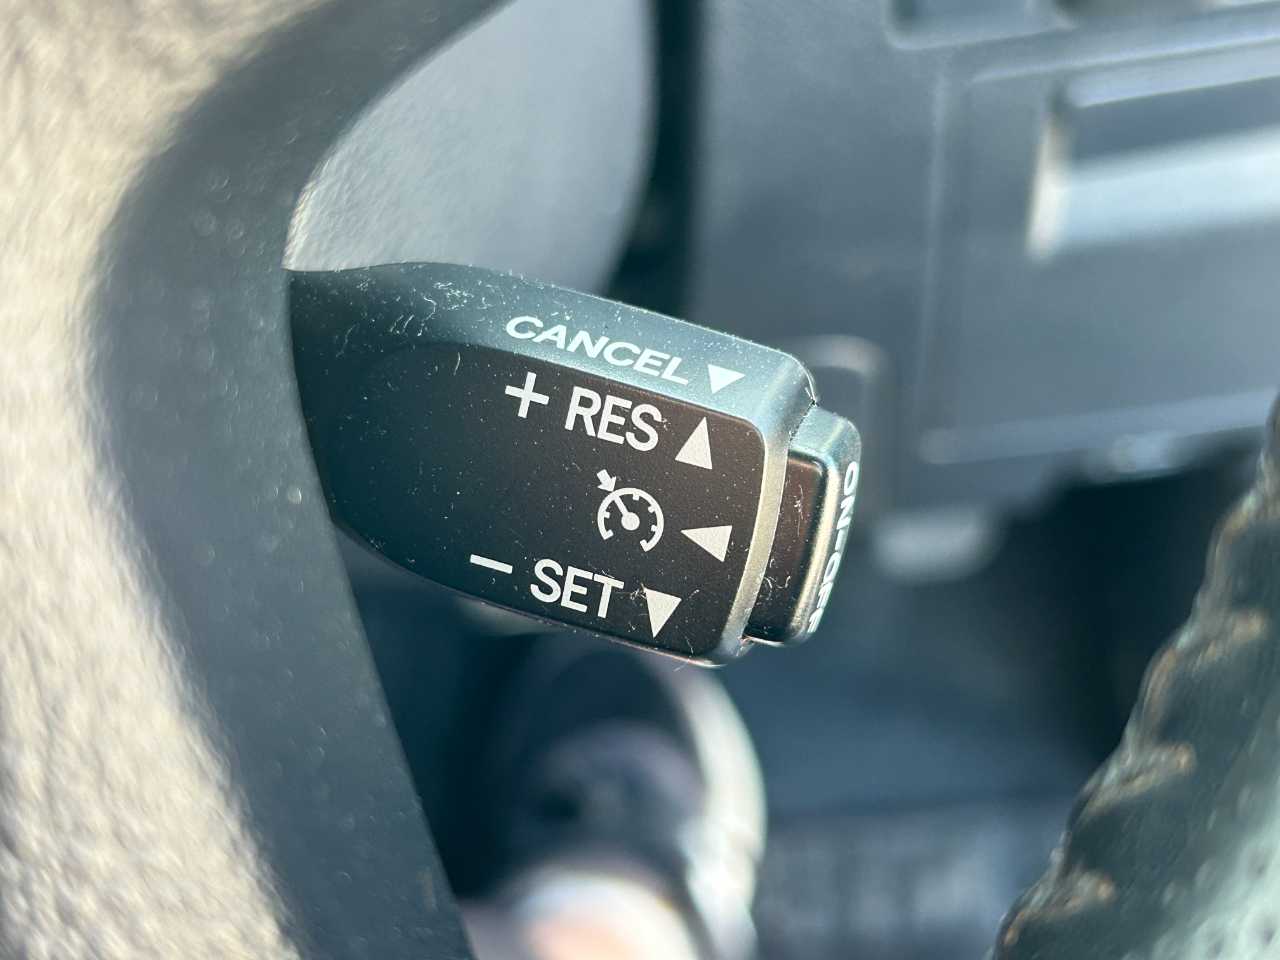 CANCEL ▼
+ RES ▲
◀
− SET ▼
ON·OFF